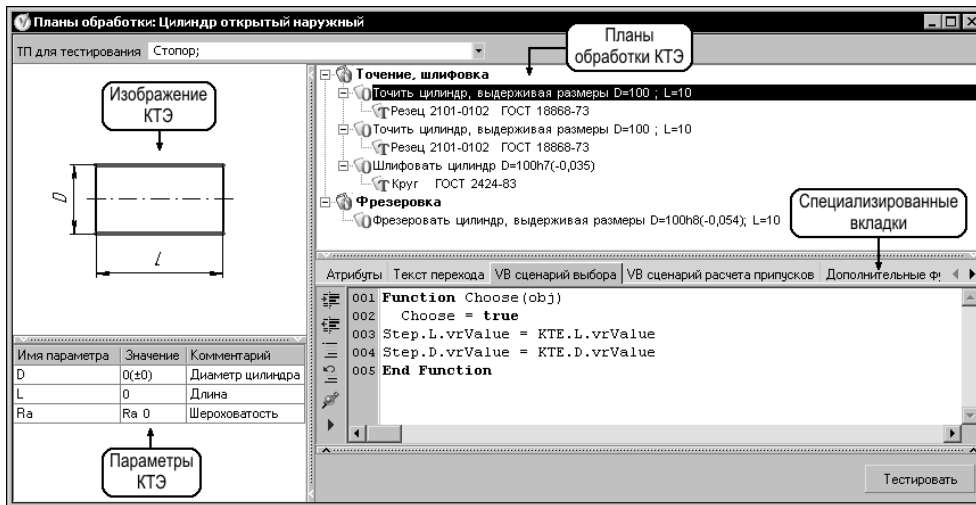 Планы обработки: Цилиндр открытый наружный
ТП для тестирования Стопор;
Планы
обработки КТЭ
Изображение
КТЭ
D
L
Точение, шлифовка
Точить цилиндр, выдерживая размеры D=100 ; L=10
Резец 2101-0102 ГОСТ 18868-73
Точить цилиндр, выдерживая размеры D=100 ; L=10
Резец 2101-0102 ГОСТ 18868-73
Шлифовать цилиндр D=100h7(-0,035)
Круг ГОСТ 2424-83
Фрезеровка
Фрезеровать цилиндр, выдерживая размеры D=100h8(-0,054); L=10
Специализированные
вкладки
Атрибуты Текст перехода VB сценарий выбора VB сценарий расчета припусков Дополнительные
001 Function Choose(obj)
002 Choose = true
003 Step.L.vrValue = KTE.L.vrValue
004 Step.D.vrValue = KTE.D.vrValue
005 End Function
Имя параметра Значение Комментарий
D 0(±0) Диаметр цилиндра
L 0 Длина
Ra Ra 0 Шероховатость
Параметры
КТЭ
Тестировать